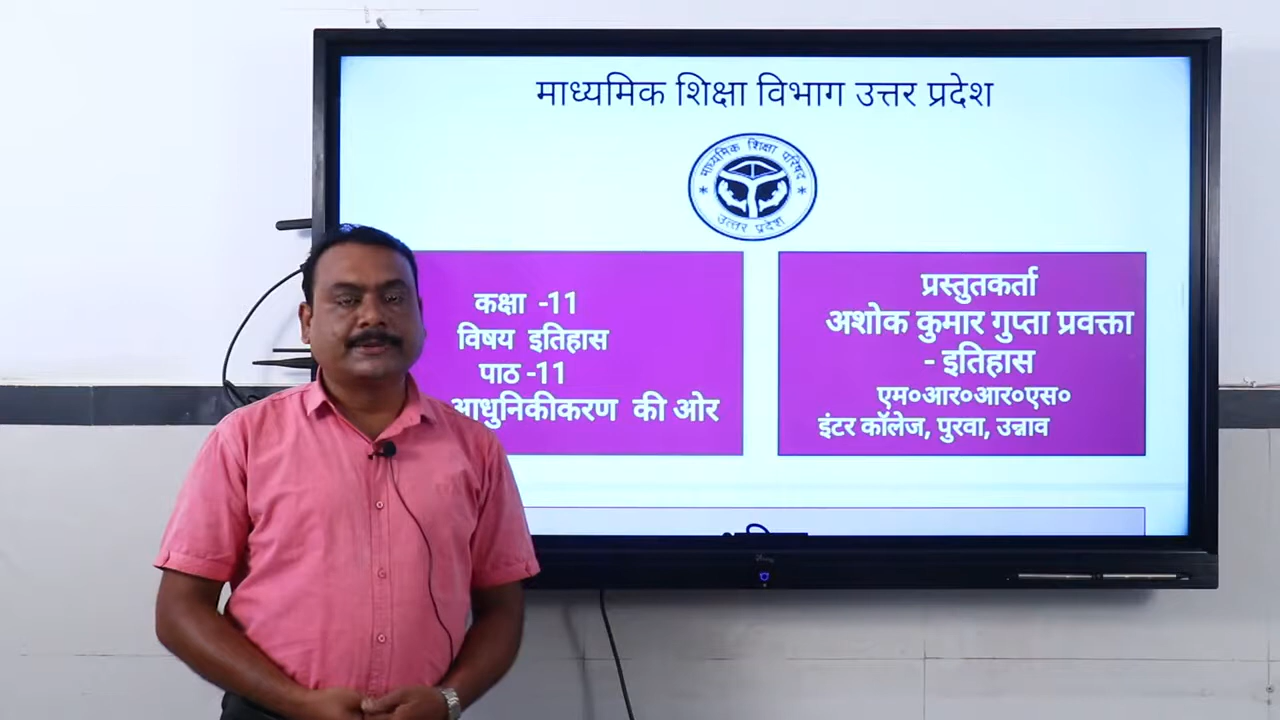 माध्यमिक शिक्षा विभाग उत्तर प्रदेश
माध्यमिक शिक्षा परिषद
उत्तर प्रदेश
कक्षा -11
विषय इतिहास
पाठ -11
आधुनिकीकरण की ओर
प्रस्तुतकर्ता
अशोक कुमार गुप्ता प्रवक्ता
- इतिहास
एम०आर०आर०एस०
इंटर कॉलेज, पुरवा, उन्नाव